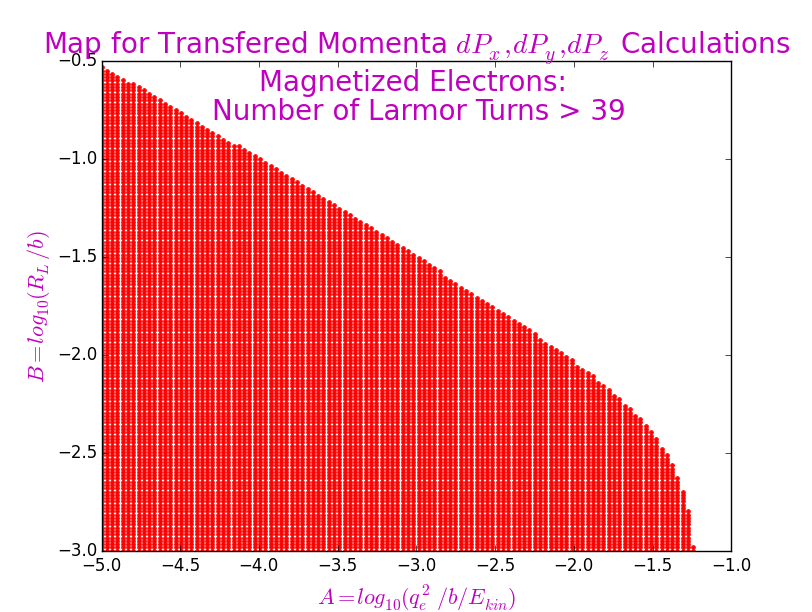 Map for Transfered Momenta dP_x,dP_y,dP_z Calculations
Magnetized Electrons:
Number of Larmor Turns > 39
−0.5
−1.0
−1.5
−2.0
−2.5
−3.0
B=log_10(R_L/b)
−5.0 −4.5 −4.0 −3.5 −3.0 −2.5 −2.0 −1.5 −1.0
A=log_10(q_e^2/b/E_kin)